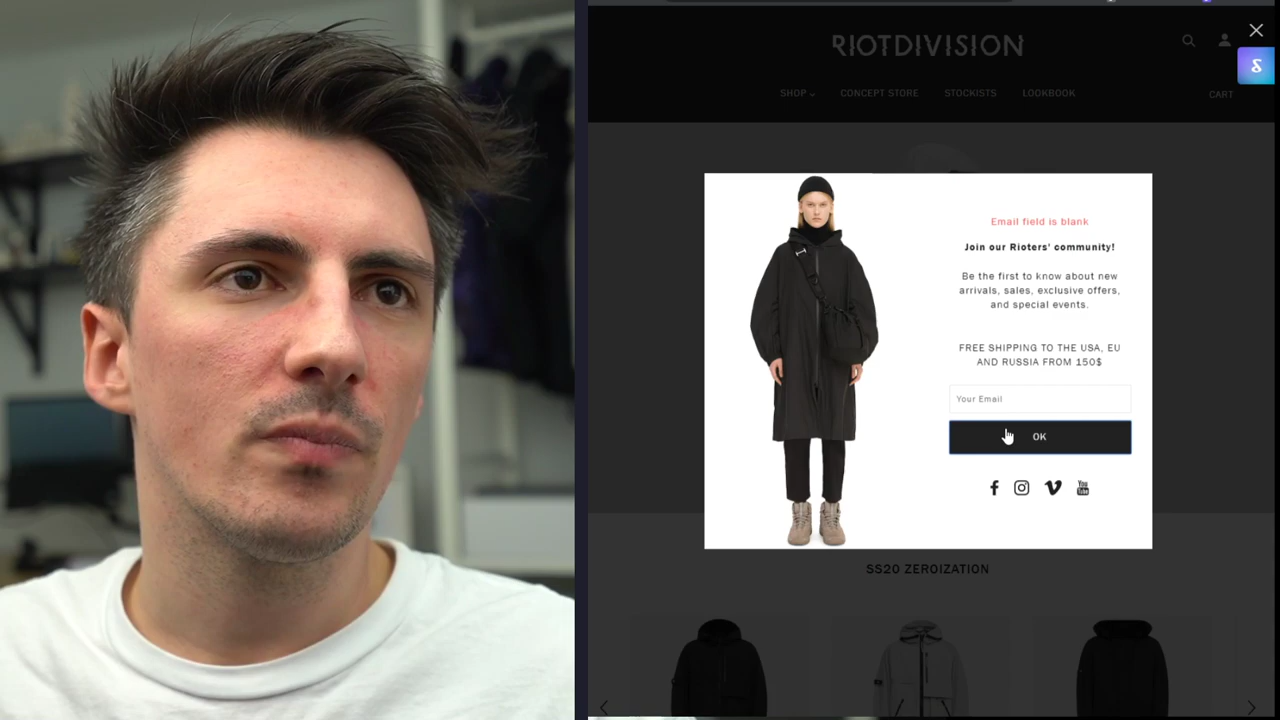 RIOTDIVISION
SHOP
CONCEPT STORE
STOCKISTS
LOOKBOOK
CART
Email field is blank
Join our Rioters' community!
Be the first to know about new
arrivals, sales, exclusive offers,
and special events.
FREE SHIPPING TO THE USA, EU
AND RUSSIA FROM 150$
Your Email
OK
You
Tube
SS20 ZEROIZATION